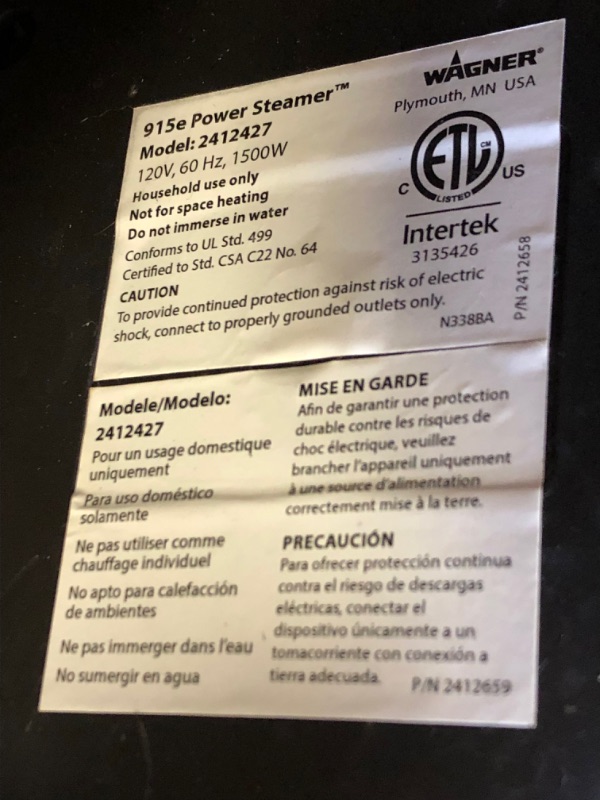 915e Power Steamer™
Model: 2412427
120V, 60 Hz, 1500W
Household use only
Not for space heating
Do not immerse in water
Conforms to UL Std. 499
Certified to Std. CSA C22 No. 64
WAGNER®
Plymouth, MN USA
C ETL CM US
LISTED
Intertek
3135426
P/N 2412658
CAUTION
To provide continued protection against risk of electric
shock, connect to properly grounded outlets only.
N338BA
Modele/Modelo:
2412427
Pour un usage domestique
uniquement
Para uso doméstico
solamente
Ne pas utiliser comme
chauffage individuel
No apto para calefacción
de ambientes
Ne pas immerger dans l'eau
No sumergir en agua
MISE EN GARDE
Afin de garantir une protection
durable contre les risques de
choc électrique, veuillez
brancher l'appareil uniquement
à une source d'alimentation
correctement mise à la terre.
PRECAUCIÓN
Para ofrecer protección continua
contra el riesgo de descargas
eléctricas, conectar el
dispositivo únicamente a un
tomacorriente con conexión a
tierra adecuada.
P/N 2412659